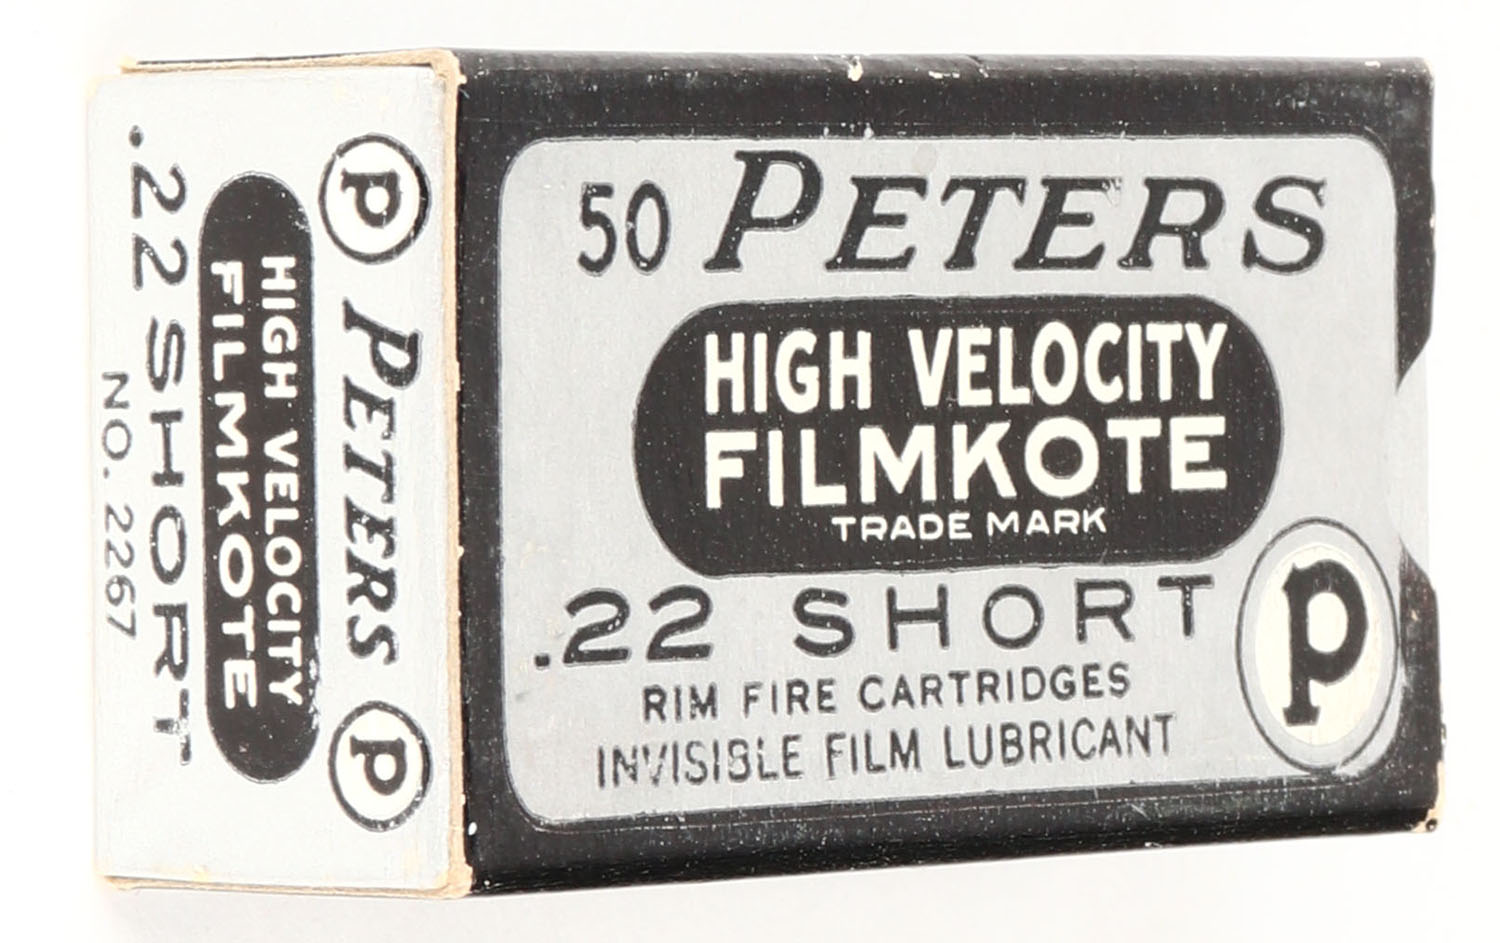 50 PETERS
HIGH VELOCITY
FILMKOTE
TRADE MARK
.22 SHORT
P
RIM FIRE CARTRIDGES
INVISIBLE FILM LUBRICANT
P PETERS P
HIGH VELOCITY
FILMKOTE
.22 SHORT
NO. 2267